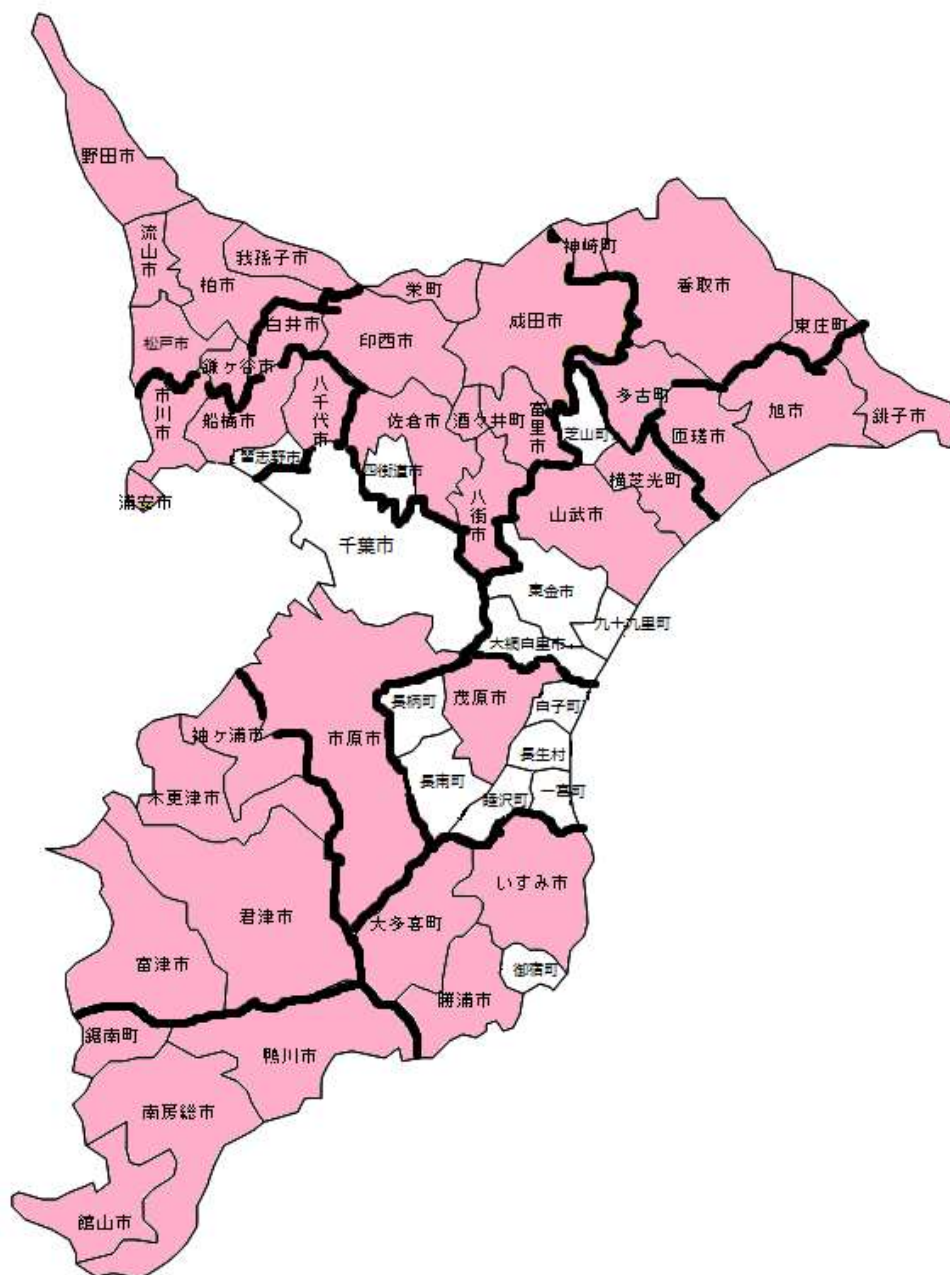 野田市
流山市
柏市
我孫子市
松戸市
鎌ヶ谷市
白井市
印西市
栄町
成田市
神崎町
香取市
東庄町
市川市
船橋市
八千代市
佐倉市
酒々井町
富里市
芝山町
多古町
匝瑳市
旭市
銚子市
浦安市
習志野市
四街道市
八街市
横芝光町
山武市
千葉市
東金市
九十九里町
大網白里市
袖ヶ浦市
市原市
長柄町
茂原市
白子町
木更津市
長南町
長生村
睦沢町
一宮町
いすみ市
君津市
大多喜町
富津市
御宿町
勝浦市
鋸南町
鴨川市
南房総市
館山市